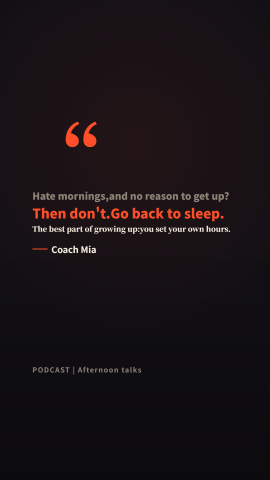 “
Hate mornings,and no reason to get up?
Then don't.Go back to sleep.
The best part of growing up:you set your own hours.
— Coach Mia
PODCAST | Afternoon talks